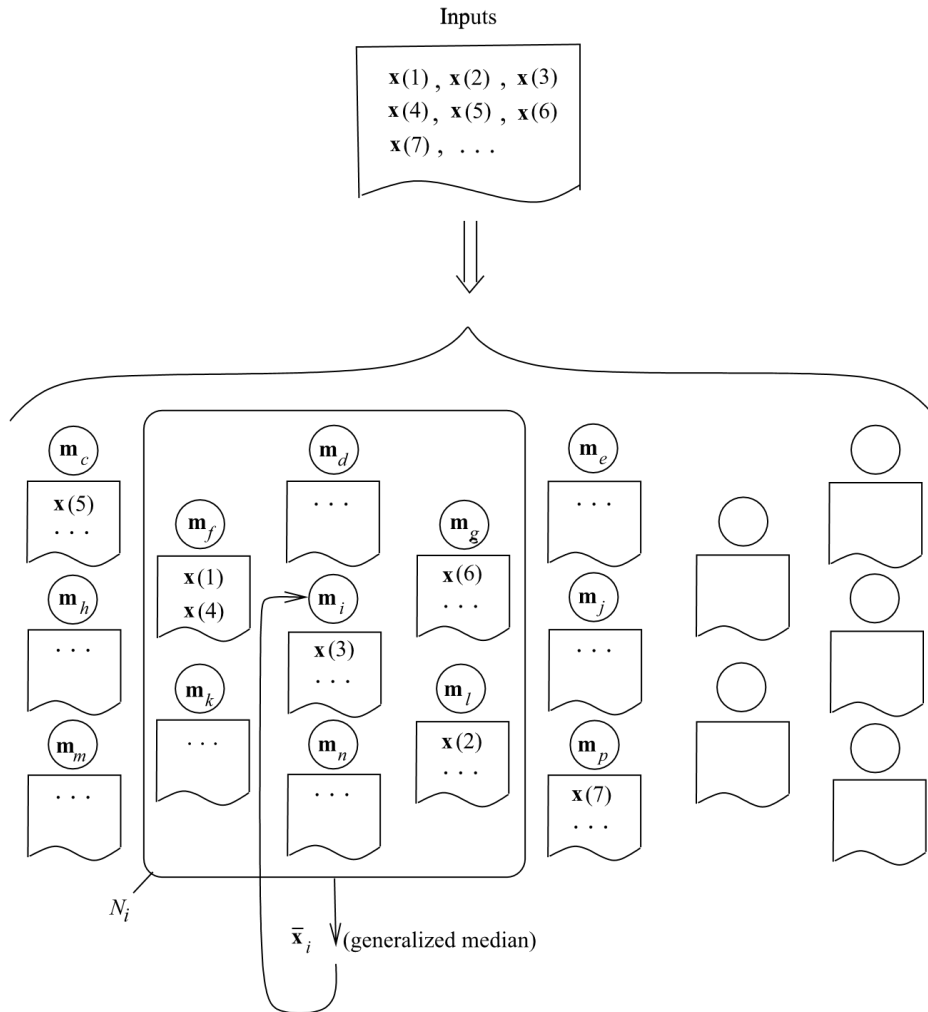 Inputs
x(1) , x(2) , x(3)
x(4) , x(5) , x(6)
x(7) , . . .
m_c
m_d
m_e
x(5)
. . .
. . .
. . .
m_f
m_g
x(1)
x(4)
x(6)
. . .
m_h
m_i
m_j
. . .
x(3)
. . .
. . .
m_k
m_l
. . .
x(2)
. . .
m_m
m_n
m_p
. . .
. . .
x(7)
. . .
N_i
x̄_i (generalized median)